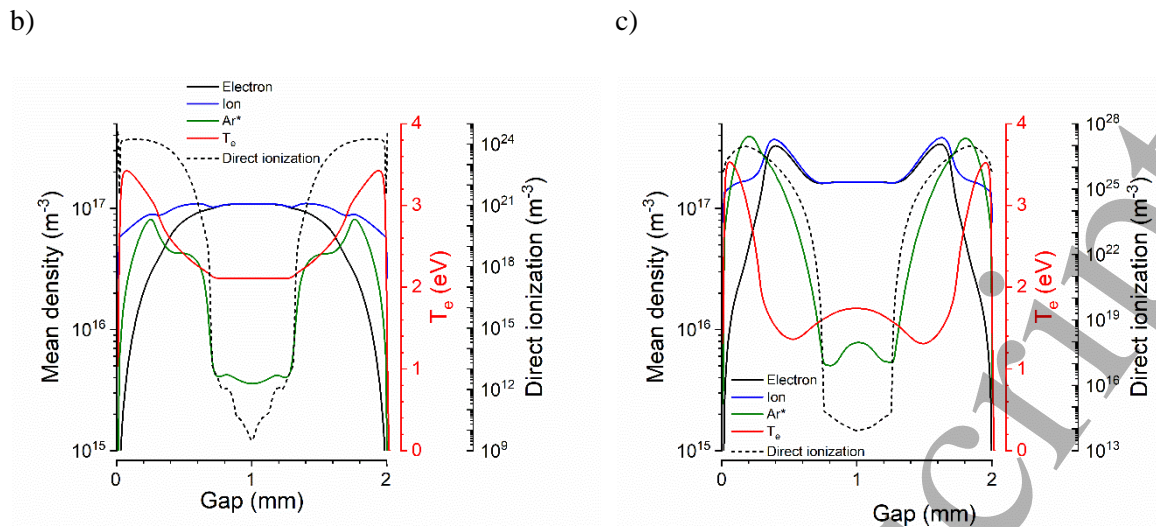 b)
c)
Electron
Ion
Ar*
Tₑ
Direct ionization
Mean density (m⁻³)
10¹⁷
10¹⁶
10¹⁵
0
1
2
Gap (mm)
4
3
2
1
0
Tₑ (eV)
10²⁴
10²¹
10¹⁸
10¹⁵
10¹²
10⁹
Direct ionization (m⁻³)
Mean density (m⁻³)
10¹⁷
10¹⁶
10¹⁵
Electron
Ion
Ar*
Tₑ
Direct ionization
0
1
2
Gap (mm)
4
3
2
1
0
Tₑ (eV)
10²⁸
10²⁵
10²²
10¹⁹
10¹⁶
10¹³
Direct ionization (m⁻³)
cript